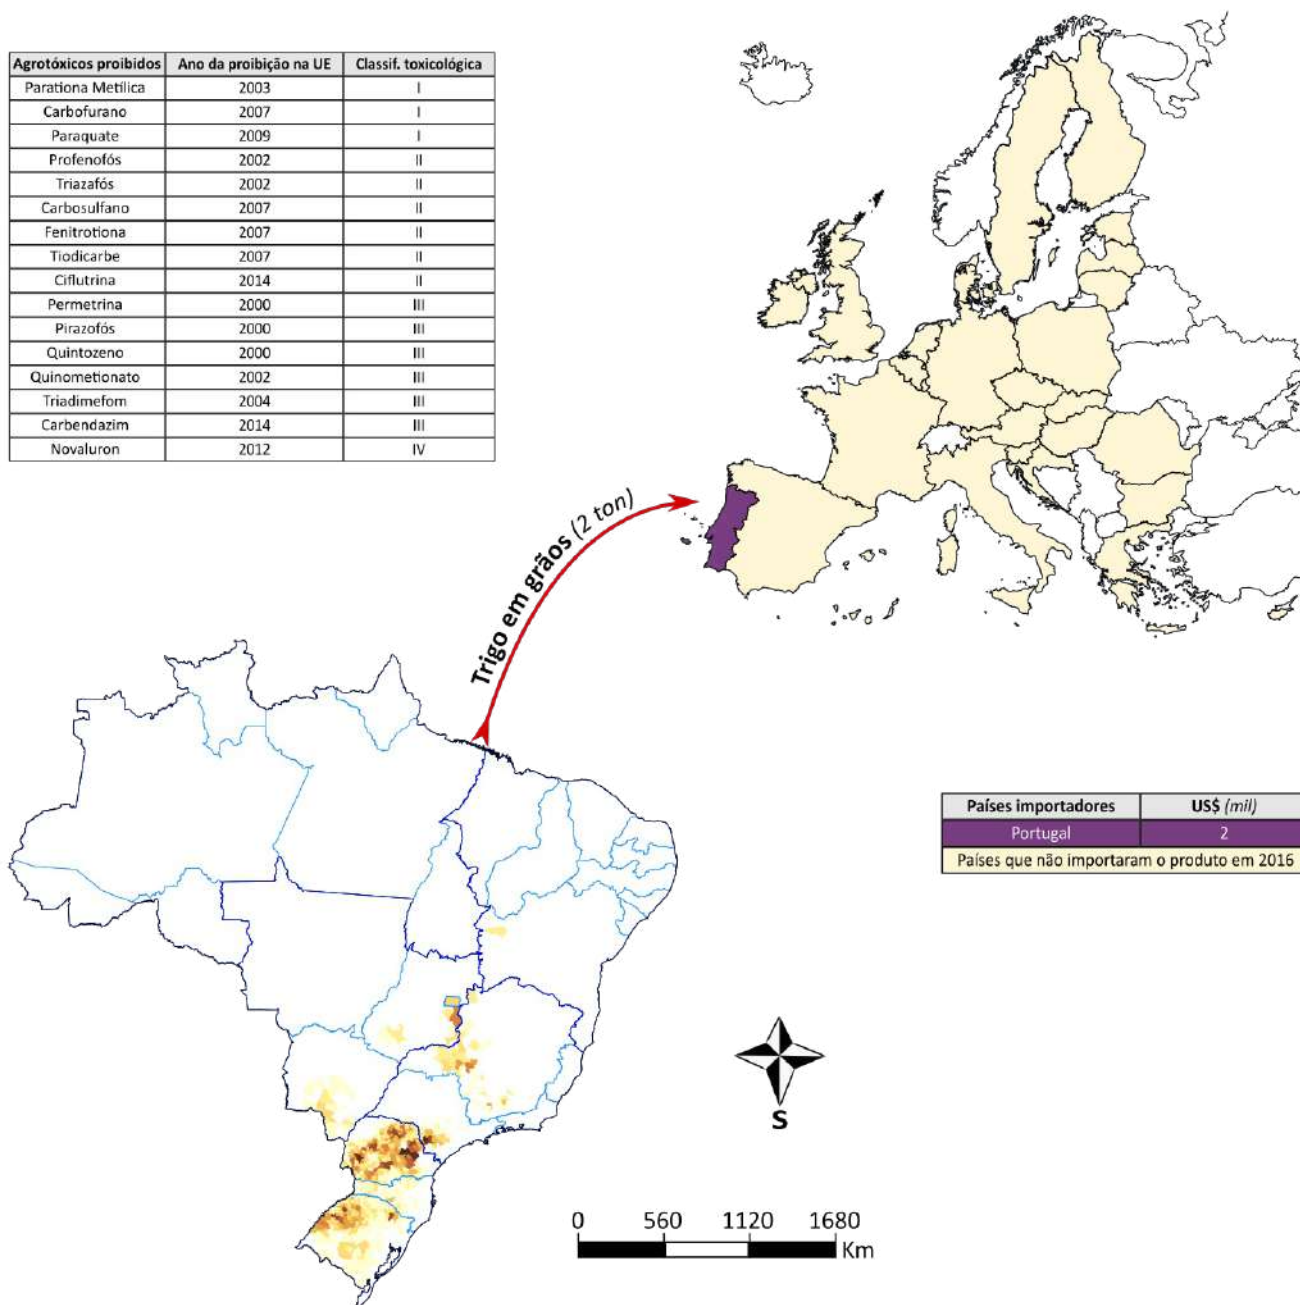 Agrotóxicos proibidos Ano da proibição na UE Classif. toxicológica
Parationa Metílica 2003 I
Carbofurano 2007 I
Paraquate 2009 I
Profenofós 2002 II
Triazafós 2002 II
Carbosulfano 2007 II
Fenitrotiona 2007 II
Tiodicarbe 2007 II
Ciflutrina 2014 II
Permetrina 2000 III
Pirazofós 2000 III
Quintozeno 2000 III
Quinometionato 2002 III
Triadimefom 2004 III
Carbendazim 2014 III
Novaluron 2012 IV
Trigo em grãos (2 ton)
Países importadores US$ (mil)
Portugal 2
Países que não importaram o produto em 2016
S
0 560 1120 1680
Km